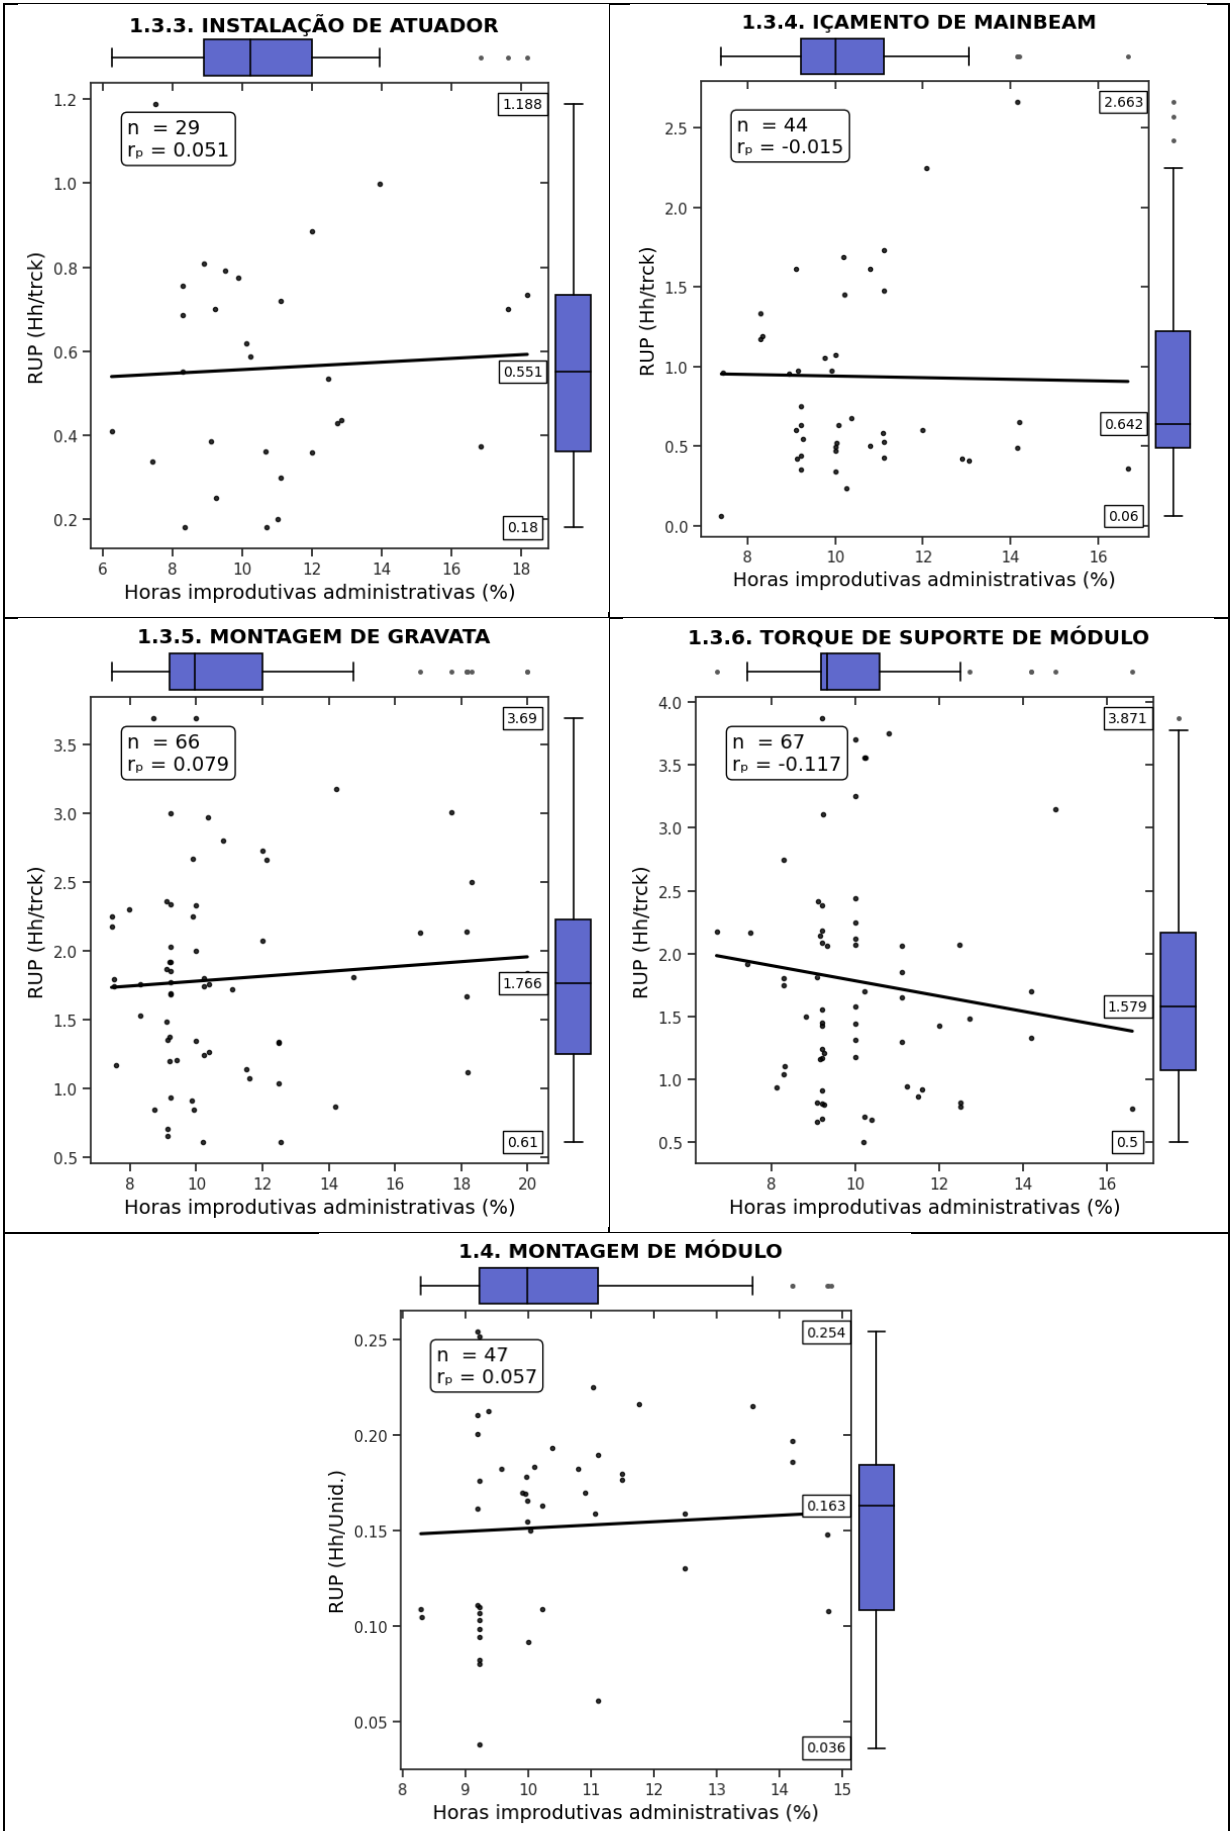 1.3.3. INSTALAÇÃO DE ATUADOR
1.2
1.0
0.8
0.6
0.4
0.2
RUP (Hh/trck)
n = 29
rₚ = 0.051
1.188
0.551
0.18
6 8 10 12 14 16 18
Horas improdutivas administrativas (%)
1.3.4. IÇAMENTO DE MAINBEAM
2.5
2.0
1.5
1.0
0.5
0.0
RUP (Hh/trck)
n = 44
rₚ = -0.015
2.663
0.642
0.06
8 10 12 14 16
Horas improdutivas administrativas (%)
1.3.5. MONTAGEM DE GRAVATA
3.5
3.0
2.5
2.0
1.5
1.0
0.5
RUP (Hh/trck)
n = 66
rₚ = 0.079
3.69
1.766
0.61
8 10 12 14 16 18 20
Horas improdutivas administrativas (%)
1.3.6. TORQUE DE SUPORTE DE MÓDULO
4.0
3.5
3.0
2.5
2.0
1.5
1.0
0.5
RUP (Hh/trck)
n = 67
rₚ = -0.117
3.871
1.579
0.5
8 10 12 14 16
Horas improdutivas administrativas (%)
1.4. MONTAGEM DE MÓDULO
0.25
0.20
0.15
0.10
0.05
RUP (Hh/Unid.)
n = 47
rₚ = 0.057
0.254
0.163
0.036
8 9 10 11 12 13 14 15
Horas improdutivas administrativas (%)